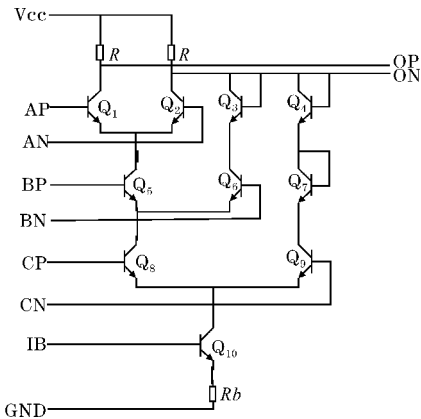 Vcc
R
R
OP
ON
AP
Q1
Q2
Q3
Q4
AN
BP
Q5
Q6
Q7
BN
CP
Q8
Q9
CN
IB
Q10
Rb
GND